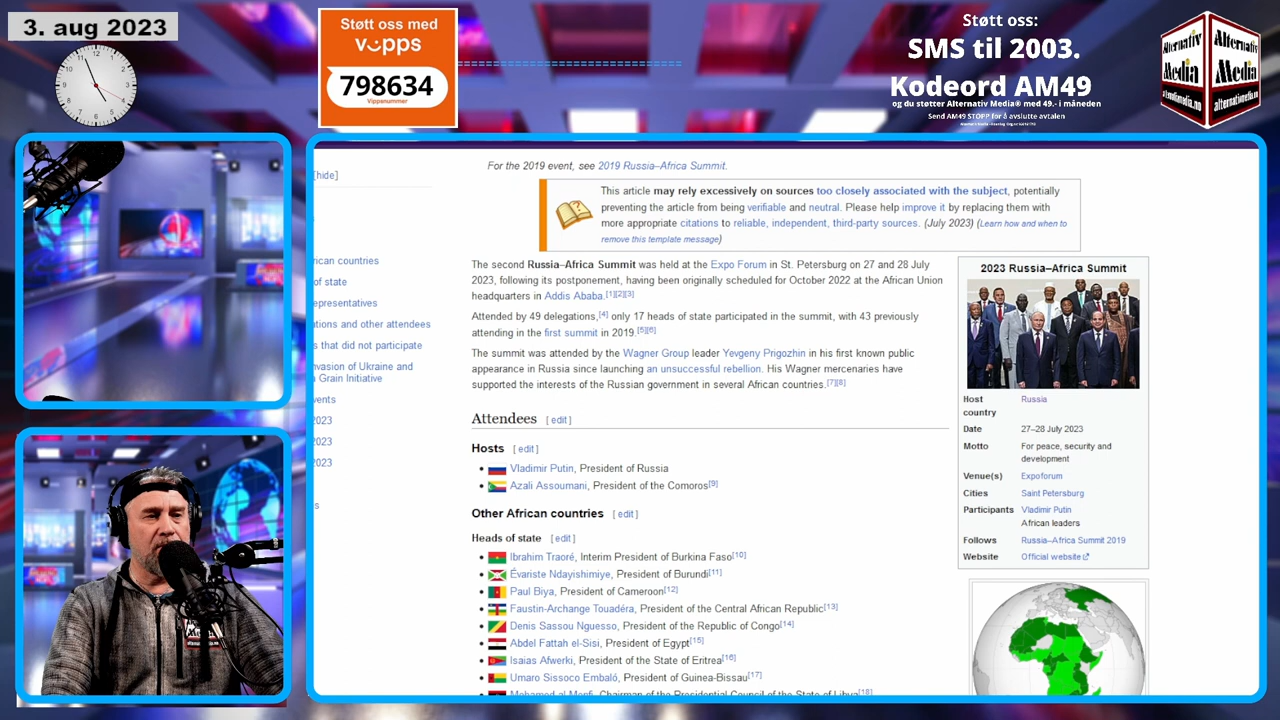 3. aug 2023
Støtt oss med
vipps
798634
Vippenummer
Støtt oss:
SMS til 2003.
Kodeord AM49
og du støtter Alternativ Media® med 49.- i måneden
Send AM49 STOPP for å avslutte avtalen
Alternativ Media
Alternativ Media
alternativmedia.no
[hide]
rican countries
of state
epresentatives
ations and other attendees
s that did not participate
nvasion of Ukraine and
Grain Initiative
vents
2023
2023
2023
s
For the 2019 event, see 2019 Russia–Africa Summit.
This article may rely excessively on sources too closely associated with the subject, potentially
preventing the article from being verifiable and neutral. Please help improve it by replacing them with
more appropriate citations to reliable, independent, third-party sources. (July 2023) (Learn how and when to
remove this template message)
The second Russia–Africa Summit was held at the Expo Forum in St. Petersburg on 27 and 28 July
2023, following its postponement, having been originally scheduled for October 2022 at the African Union
headquarters in Addis Ababa.[1][2][3]
Attended by 49 delegations,[4] only 17 heads of state participated in the summit, with 43 previously
attending in the first summit in 2019.[5][6]
The summit was attended by the Wagner Group leader Yevgeny Prigozhin in his first known public
appearance in Russia since launching an unsuccessful rebellion. His Wagner mercenaries have
supported the interests of the Russian government in several African countries.[7][8]
Attendees [ edit ]
Hosts [ edit ]
Vladimir Putin, President of Russia
Azali Assoumani, President of the Comoros[9]
Other African countries [ edit ]
Heads of state [ edit ]
Ibrahim Traoré, Interim President of Burkina Faso[10]
Évariste Ndayishimiye, President of Burundi[11]
Paul Biya, President of Cameroon[12]
Faustin-Archange Touadéra, President of the Central African Republic[13]
Denis Sassou Nguesso, President of the Republic of Congo[14]
Abdel Fattah el-Sisi, President of Egypt[15]
Isaias Afwerki, President of the State of Eritrea[16]
Umaro Sissoco Embaló, President of Guinea-Bissau[17]
Mohamed al-Menfi, Chairman of the Presidential Council of the State of Libya[18]
2023 Russia–Africa Summit
Host country Russia
Date 27–28 July 2023
Motto For peace, security and
development
Venue(s) Expoforum
Cities Saint Petersburg
Participants Vladimir Putin
African leaders
Follows Russia–Africa Summit 2019
Website Official website